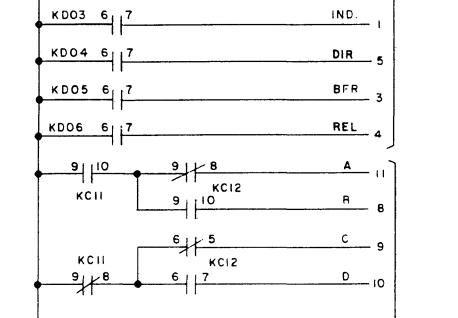 KD03 6 7 IND. 1
KD04 6 7 DIR 5
KD05 6 7 BFR 3
KD06 6 7 REL 4
9 10 9 8 A 11
KC11 KC12
9 10 B 8
6 5 C 9
KC11 KC12
9 8 6 7 D 10